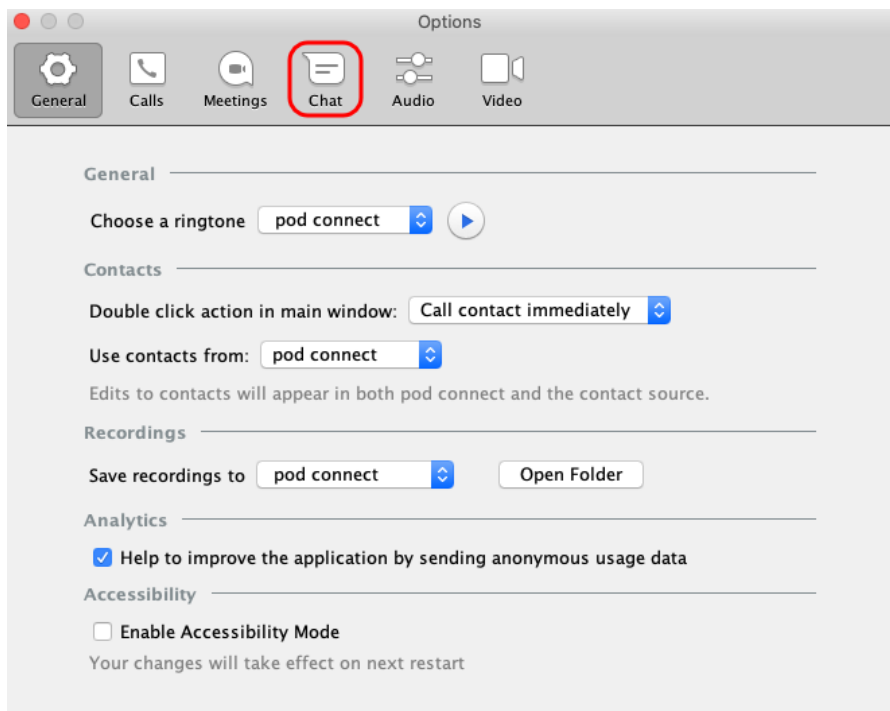 Options
General Calls Meetings Chat Audio Video
General
Choose a ringtone pod connect
Contacts
Double click action in main window: Call contact immediately
Use contacts from: pod connect
Edits to contacts will appear in both pod connect and the contact source.
Recordings
Save recordings to pod connect Open Folder
Analytics
Help to improve the application by sending anonymous usage data
Accessibility
Enable Accessibility Mode
Your changes will take effect on next restart